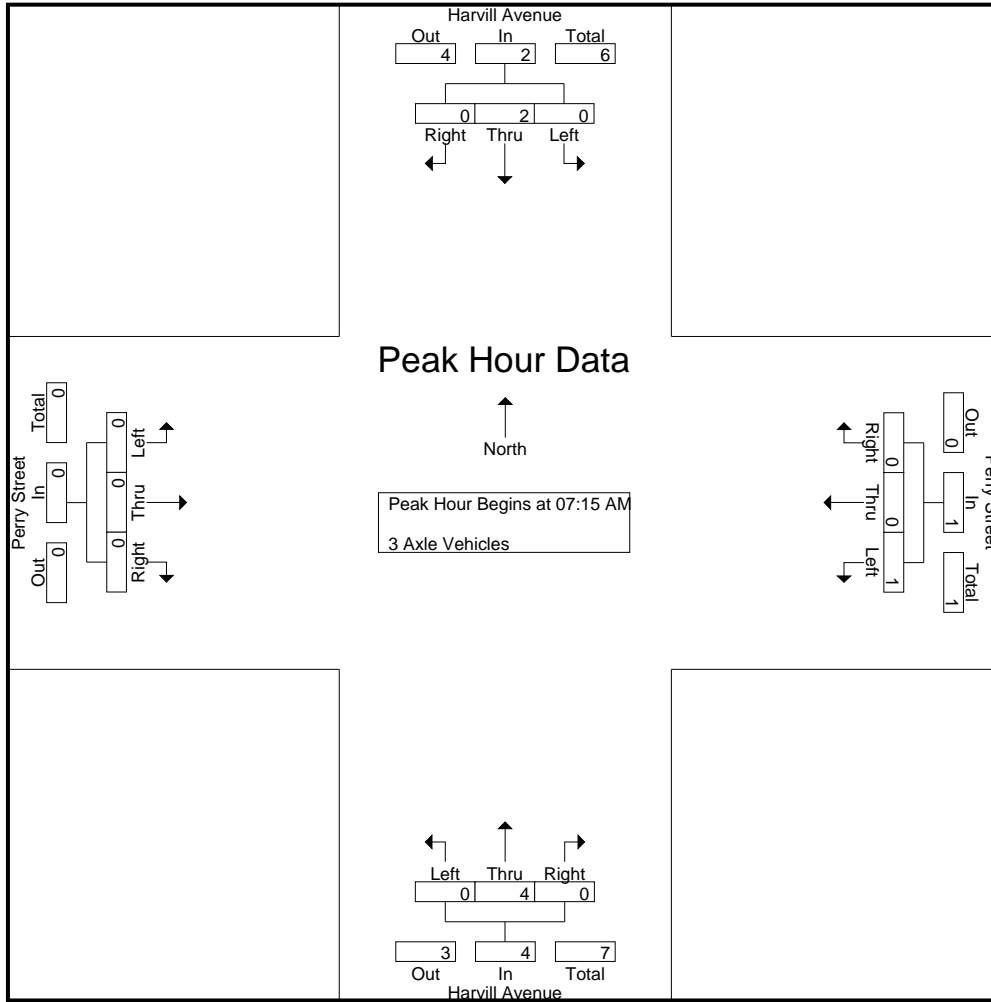 Harvill Avenue
Out In Total
4 2 6
0 2 0
Right Thru Left
Peak Hour Data
North
Peak Hour Begins at 07:15 AM
3 Axle Vehicles
Perry Street
Total In Out
0 0 0
0 0 0
Left Thru Right
Right Thru Left
0 0 1
Out In Total
0 1 1
Perry Street
Left Thru Right
0 4 0
3 4 7
Out In Total
Harvill Avenue